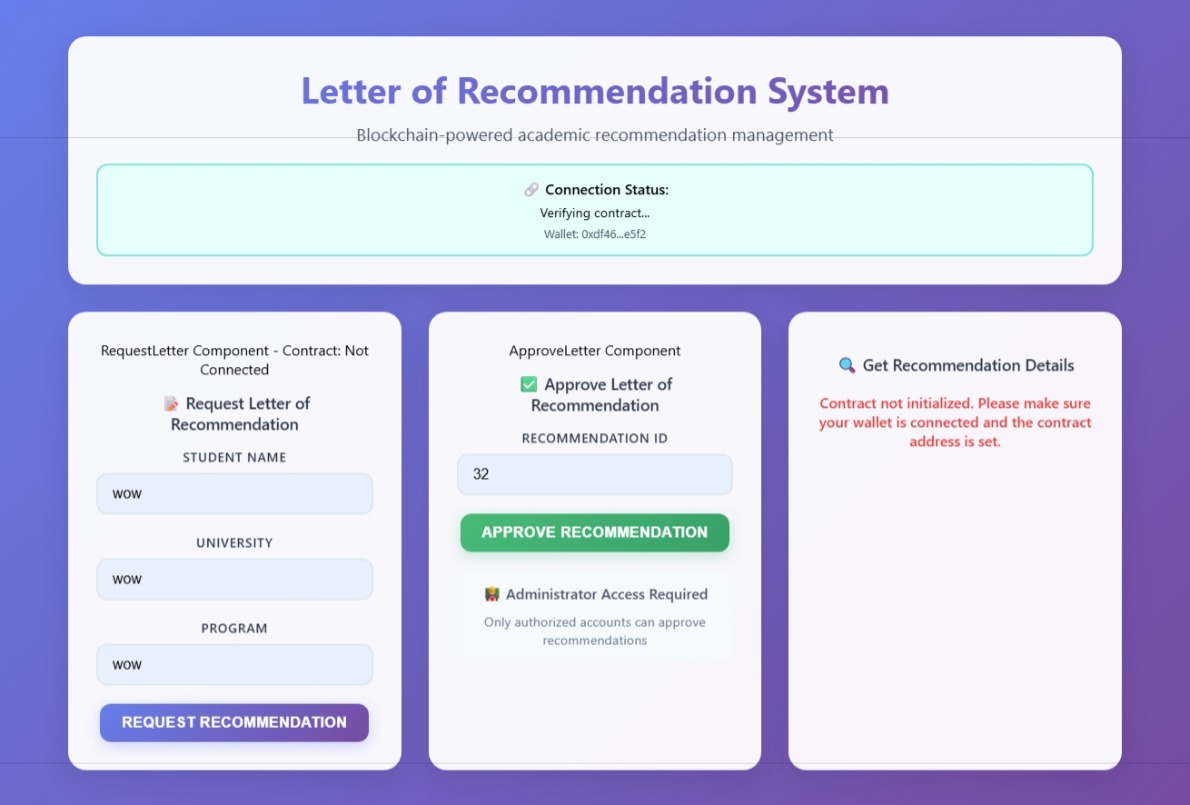 Letter of Recommendation System
Blockchain-powered academic recommendation management
🔗 Connection Status:
Verifying contract...
Wallet: 0xdf46...e5f2
RequestLetter Component - Contract: Not
Connected
📝 Request Letter of
Recommendation
STUDENT NAME
wow
UNIVERSITY
wow
PROGRAM
wow
REQUEST RECOMMENDATION
ApproveLetter Component
✅ Approve Letter of
Recommendation
RECOMMENDATION ID
32
APPROVE RECOMMENDATION
Administrator Access Required
Only authorized accounts can approve
recommendations
🔍 Get Recommendation Details
Contract not initialized. Please make sure
your wallet is connected and the contract
address is set.